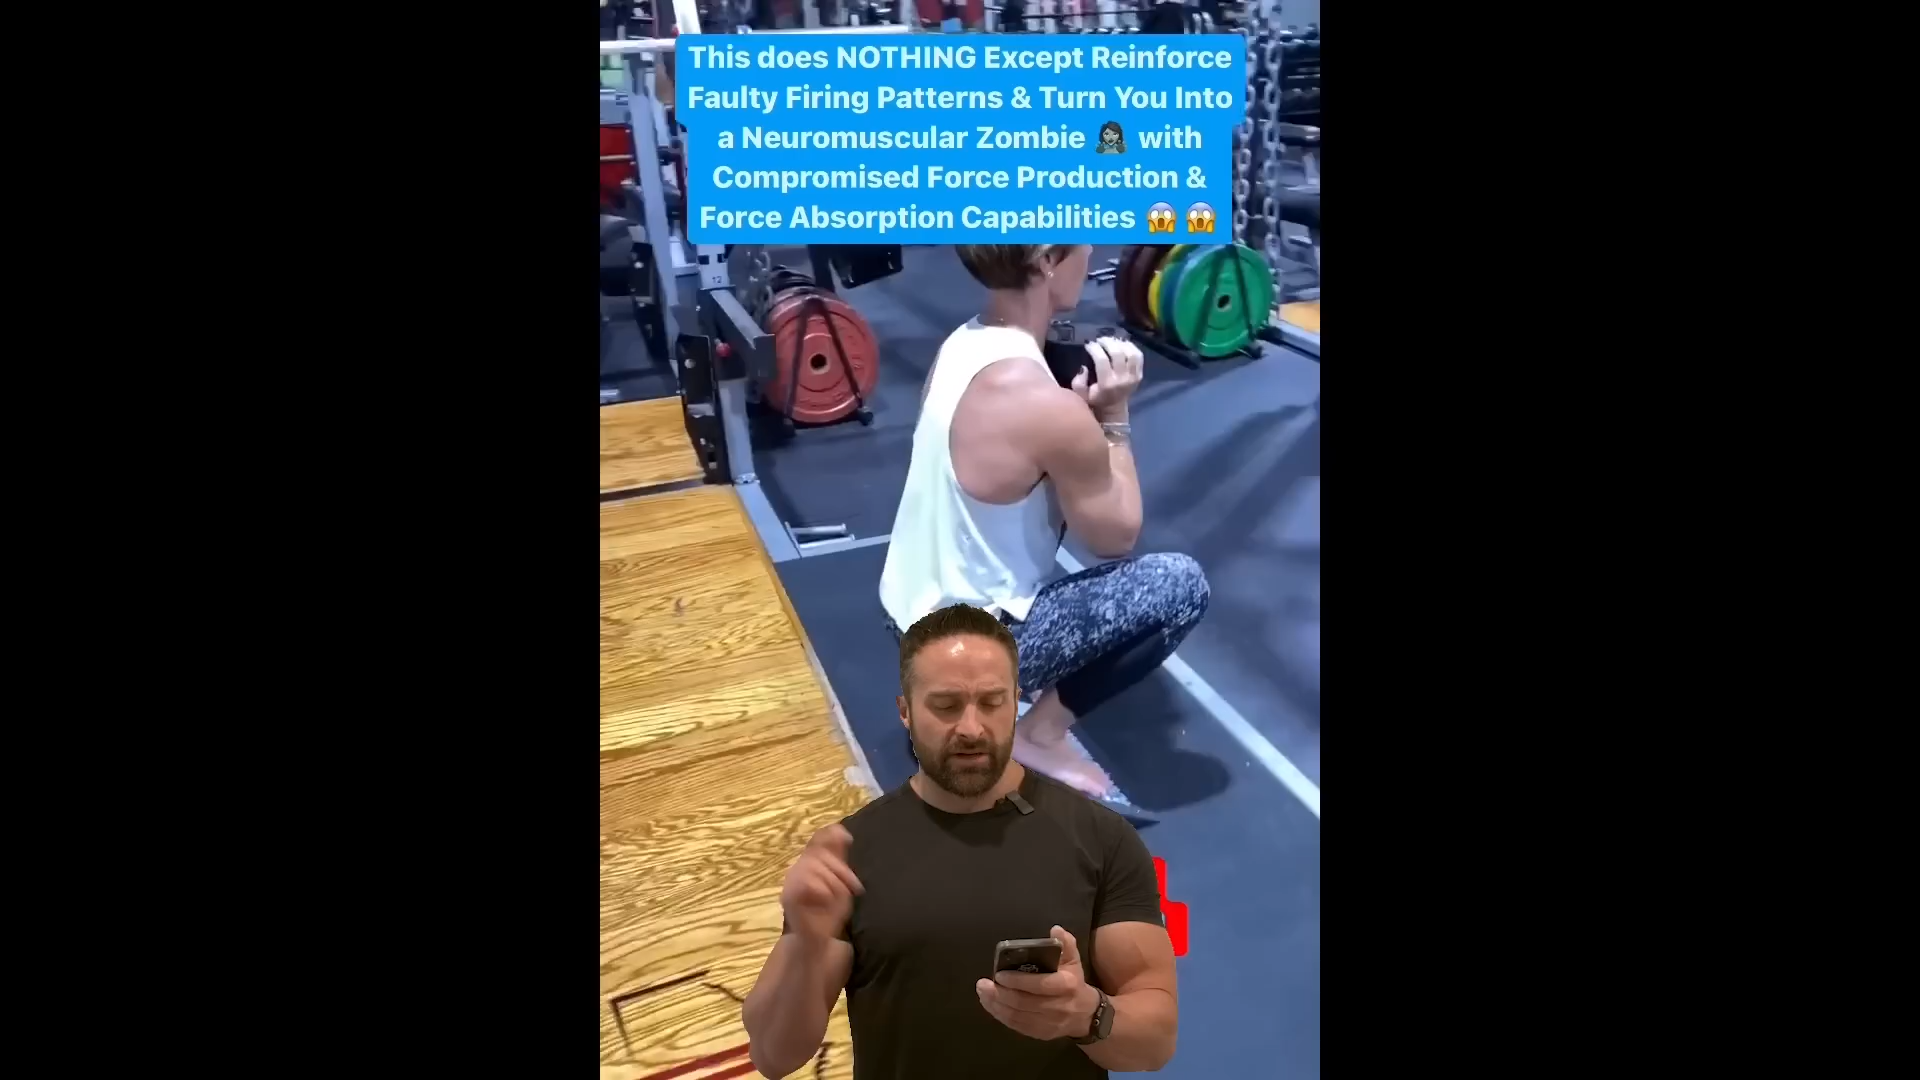 This does NOTHING Except Reinforce
Faulty Firing Patterns & Turn You Into
a Neuromuscular Zombie 🧟‍♀️ with
Compromised Force Production &
Force Absorption Capabilities 😱 😱
12